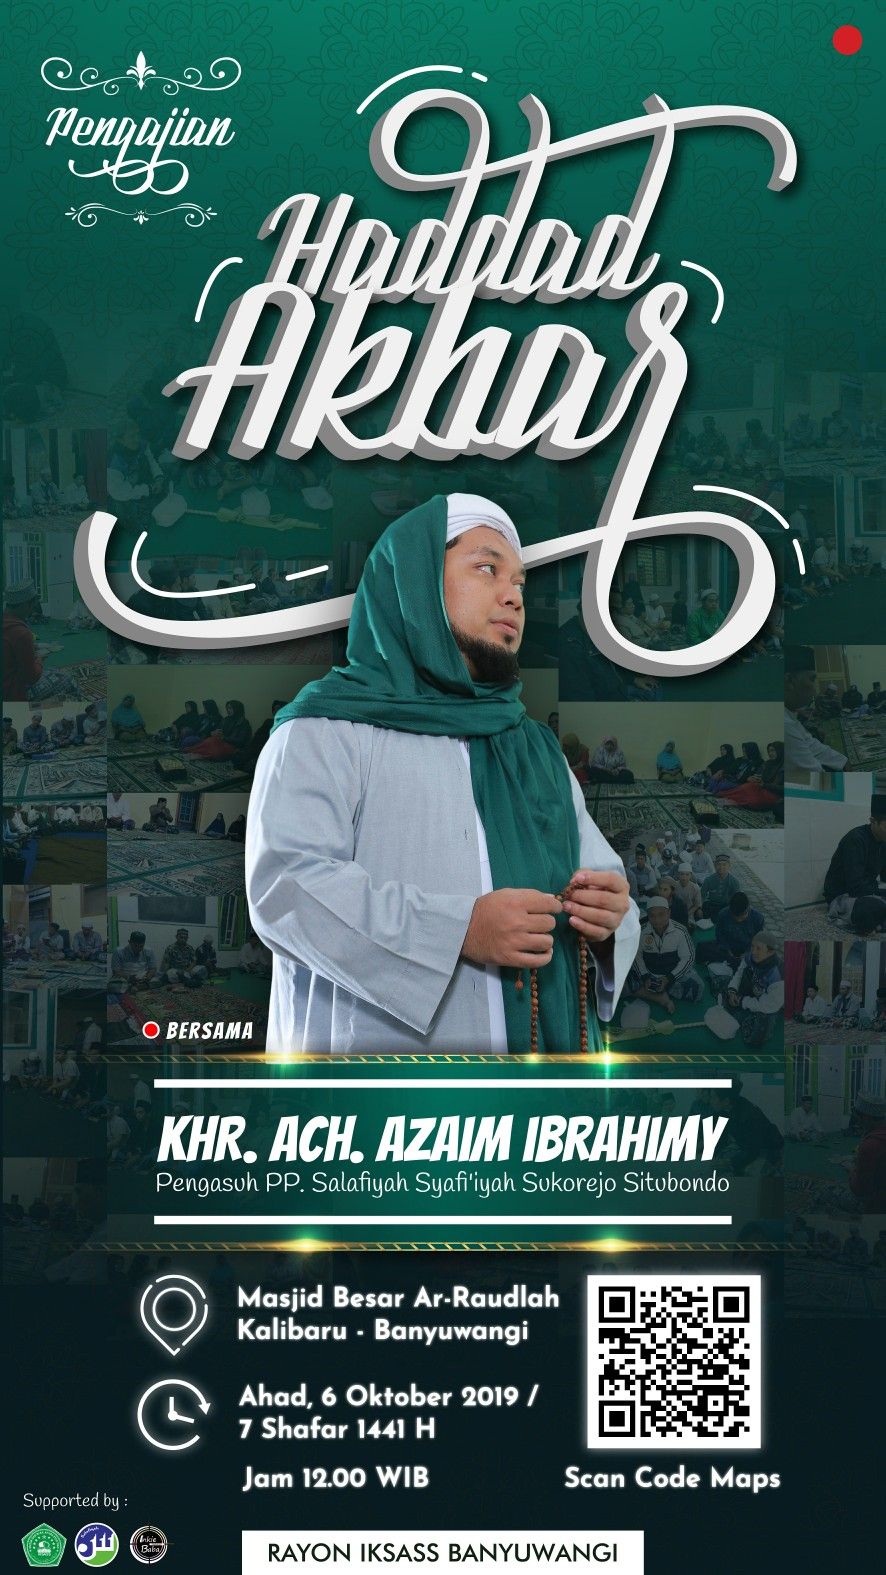 Pengajian
Haddad
Akbar
BERSAMA
KHR. ACH. AZAIM IBRAHIMY
Pengasuh PP. Salafiyah Syafi'iyah Sukorejo Situbondo
Masjid Besar Ar-Raudlah
Kalibaru - Banyuwangi
Ahad, 6 Oktober 2019 /
7 Shafar 1441 H
Jam 12.00 WIB
Scan Code Maps
Supported by :
Inkie
Baba
RAYON IKSASS BANYUWANGI